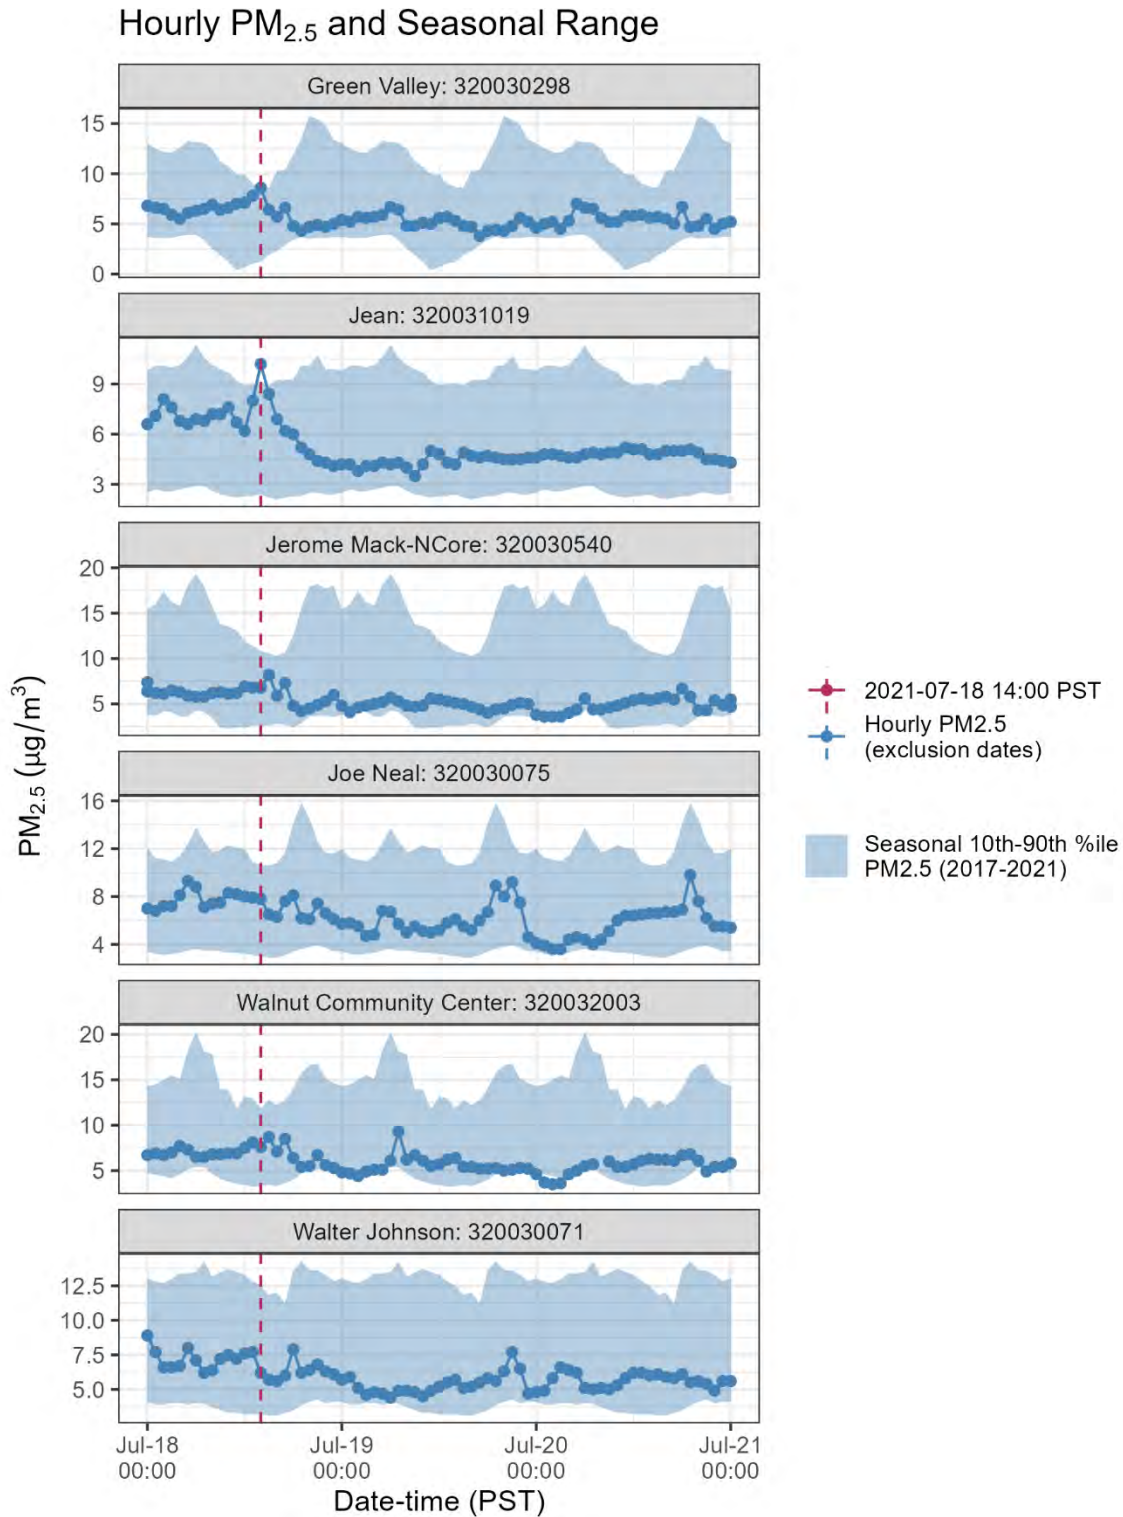 Hourly PM2.5 and Seasonal Range
Green Valley: 320030298
15
10
5
0
Jean: 320031019
9
6
3
Jerome Mack-NCore: 320030540
20
15
10
5
Joe Neal: 320030075
16
12
8
4
Walnut Community Center: 320032003
20
15
10
5
Walter Johnson: 320030071
12.5
10.0
7.5
5.0
Jul-18
00:00
Jul-19
00:00
Jul-20
00:00
Jul-21
00:00
Date-time (PST)
PM2.5 (µg/m³)
2021-07-18 14:00 PST
Hourly PM2.5
(exclusion dates)
Seasonal 10th-90th %ile
PM2.5 (2017-2021)